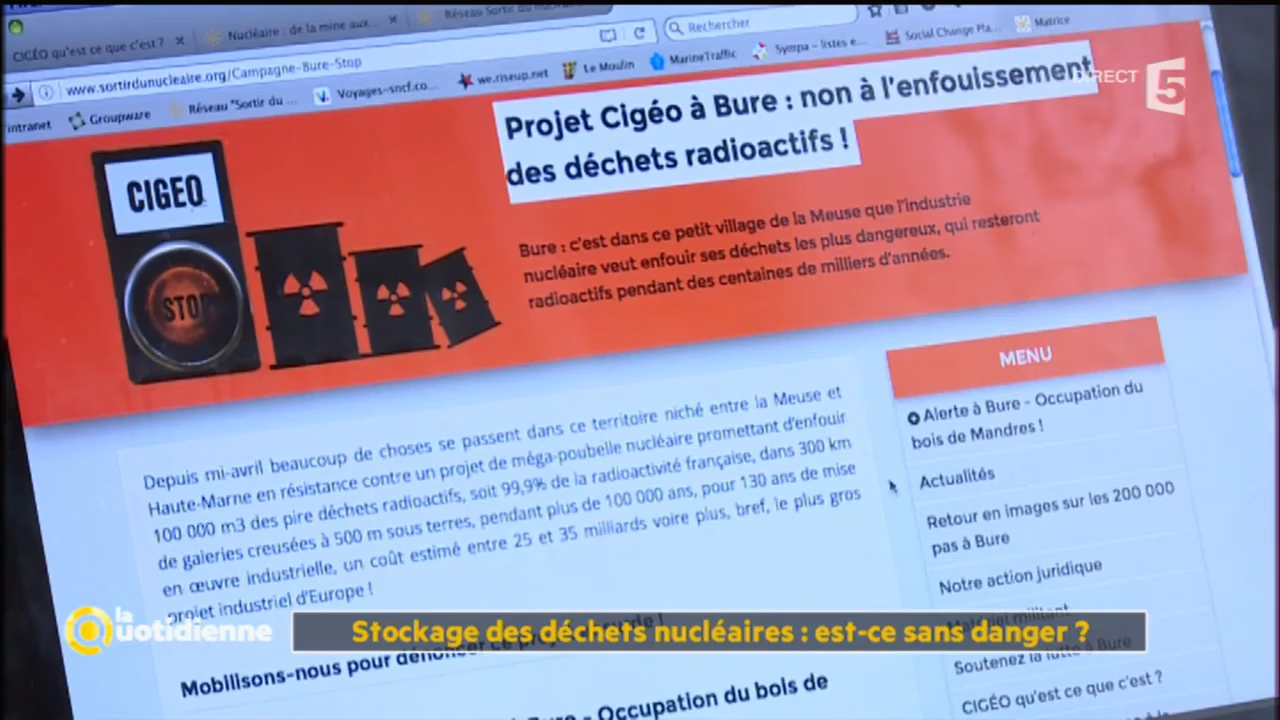 CIGÉO qu'est ce que c'est ?
Nucléaire : de la mine aux...
Réseau Sortir du
www.sortirdunucleaire.org/Campagne-Bure-Stop
Rechercher
intranet
Groupware
Réseau "Sortir du ...
Voyages-sncf.co...
we.riseup.net
Le Moulin
MarineTraffic
Sympa - listes e...
Social Change Pla...
Matrice
DIRECT 5
CIGEO
STOP
Projet Cigéo à Bure : non à l'enfouissement
des déchets radioactifs !
Bure : c'est dans ce petit village de la Meuse que l'industrie
nucléaire veut enfouir ses déchets les plus dangereux, qui resteront
radioactifs pendant des centaines de milliers d'années.
Depuis mi-avril beaucoup de choses se passent dans ce territoire niché entre la Meuse et
Haute-Marne en résistance contre un projet de méga-poubelle nucléaire promettant d'enfouir
100 000 m3 des pire déchets radioactifs, soit 99,9% de la radioactivité française, dans 300 km
de galeries creusées à 500 m sous terres, pendant plus de 100 000 ans, pour 130 ans de mise
en œuvre industrielle, un coût estimé entre 25 et 35 milliards voire plus, bref, le plus gros
projet industriel d'Europe !
Mobilisons-nous pour dénoncer ce
Bure - Occupation du bois de
MENU
Alerte à Bure - Occupation du
bois de Mandres !
Actualités
Retour en images sur les 200 000
pas à Bure
Notre action juridique
Matériel militant
Soutenez la lutte à Bure
CIGÉO qu'est ce que c'est ?
la
Quotidienne
Stockage des déchets nucléaires : est-ce sans danger ?